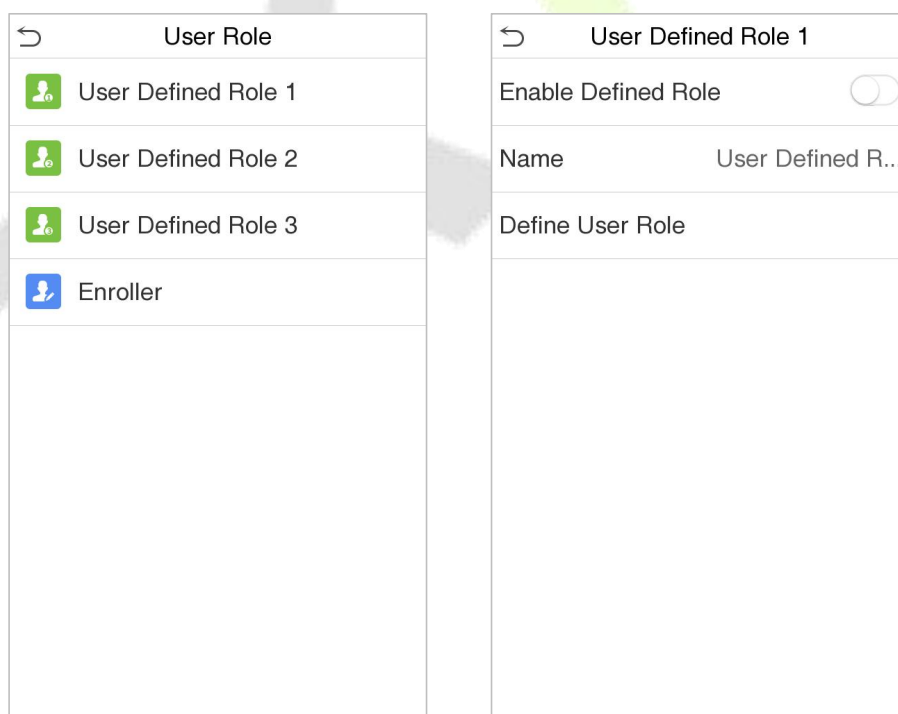 User Role
User Defined Role 1
User Defined Role 2
User Defined Role 3
Enroller
User Defined Role 1
Enable Defined Role
Name User Defined R...
Define User Role